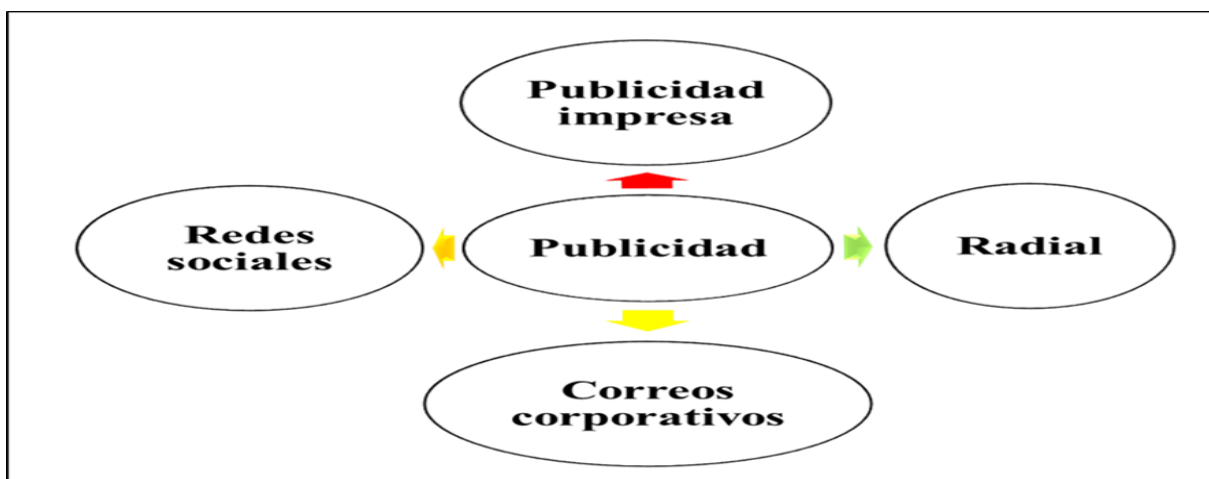 Publicidad
impresa
Redes
sociales
Publicidad
Radial
Correos
corporativos